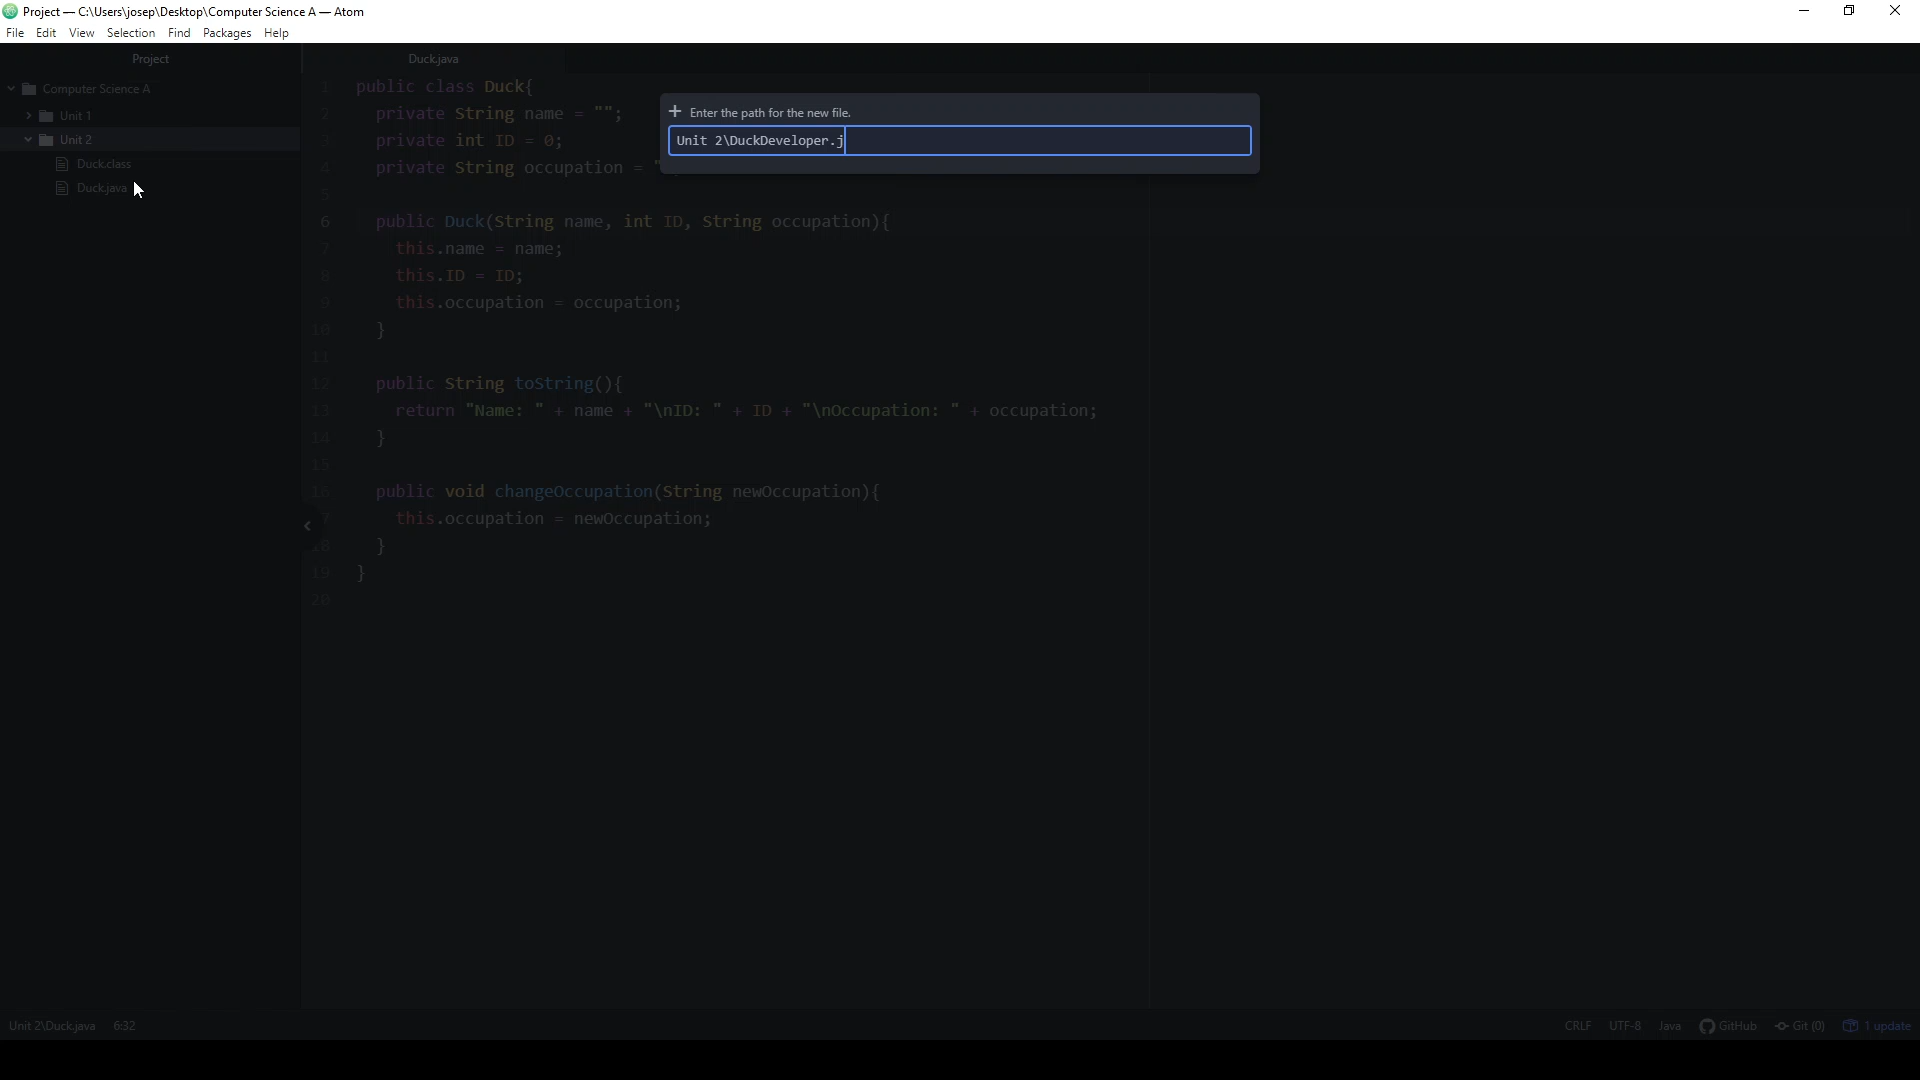 Project — C:\Users\josep\Desktop\Computer Science A — Atom
File Edit View Selection Find Packages Help
Project
Duck.java
Computer Science A
Unit 1
Unit 2
Duck.class
Duck.java
Enter the path for the new file.
Unit 2\DuckDeveloper.j
1 public class Duck{
2 private String name = "";
3 private int ID = 0;
4 private String occupation = "
5
6 public Duck(String name, int ID, String occupation){
7 this.name = name;
8 this.ID = ID;
9 this.occupation = occupation;
10 }
11
12 public String toString(){
13 return "Name: " + name + "\nID: " + ID + "\nOccupation: " + occupation;
14 }
15
16 public void changeOccupation(String newOccupation){
7 this.occupation = newOccupation;
18 }
19 }
20
Unit 2\Duck.java 6:32
CRLF UTF-8 Java GitHub Git (0) 1 update